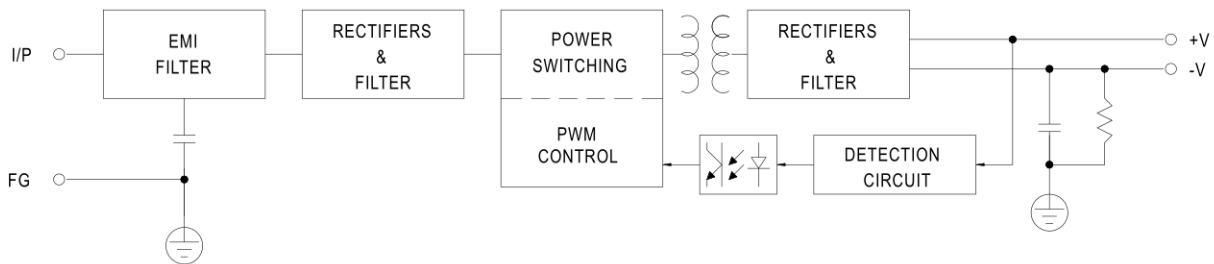 I/P
EMI
FILTER
RECTIFIERS
&
FILTER
POWER
SWITCHING
RECTIFIERS
&
FILTER
+V
-V
PWM
CONTROL
DETECTION
CIRCUIT
FG